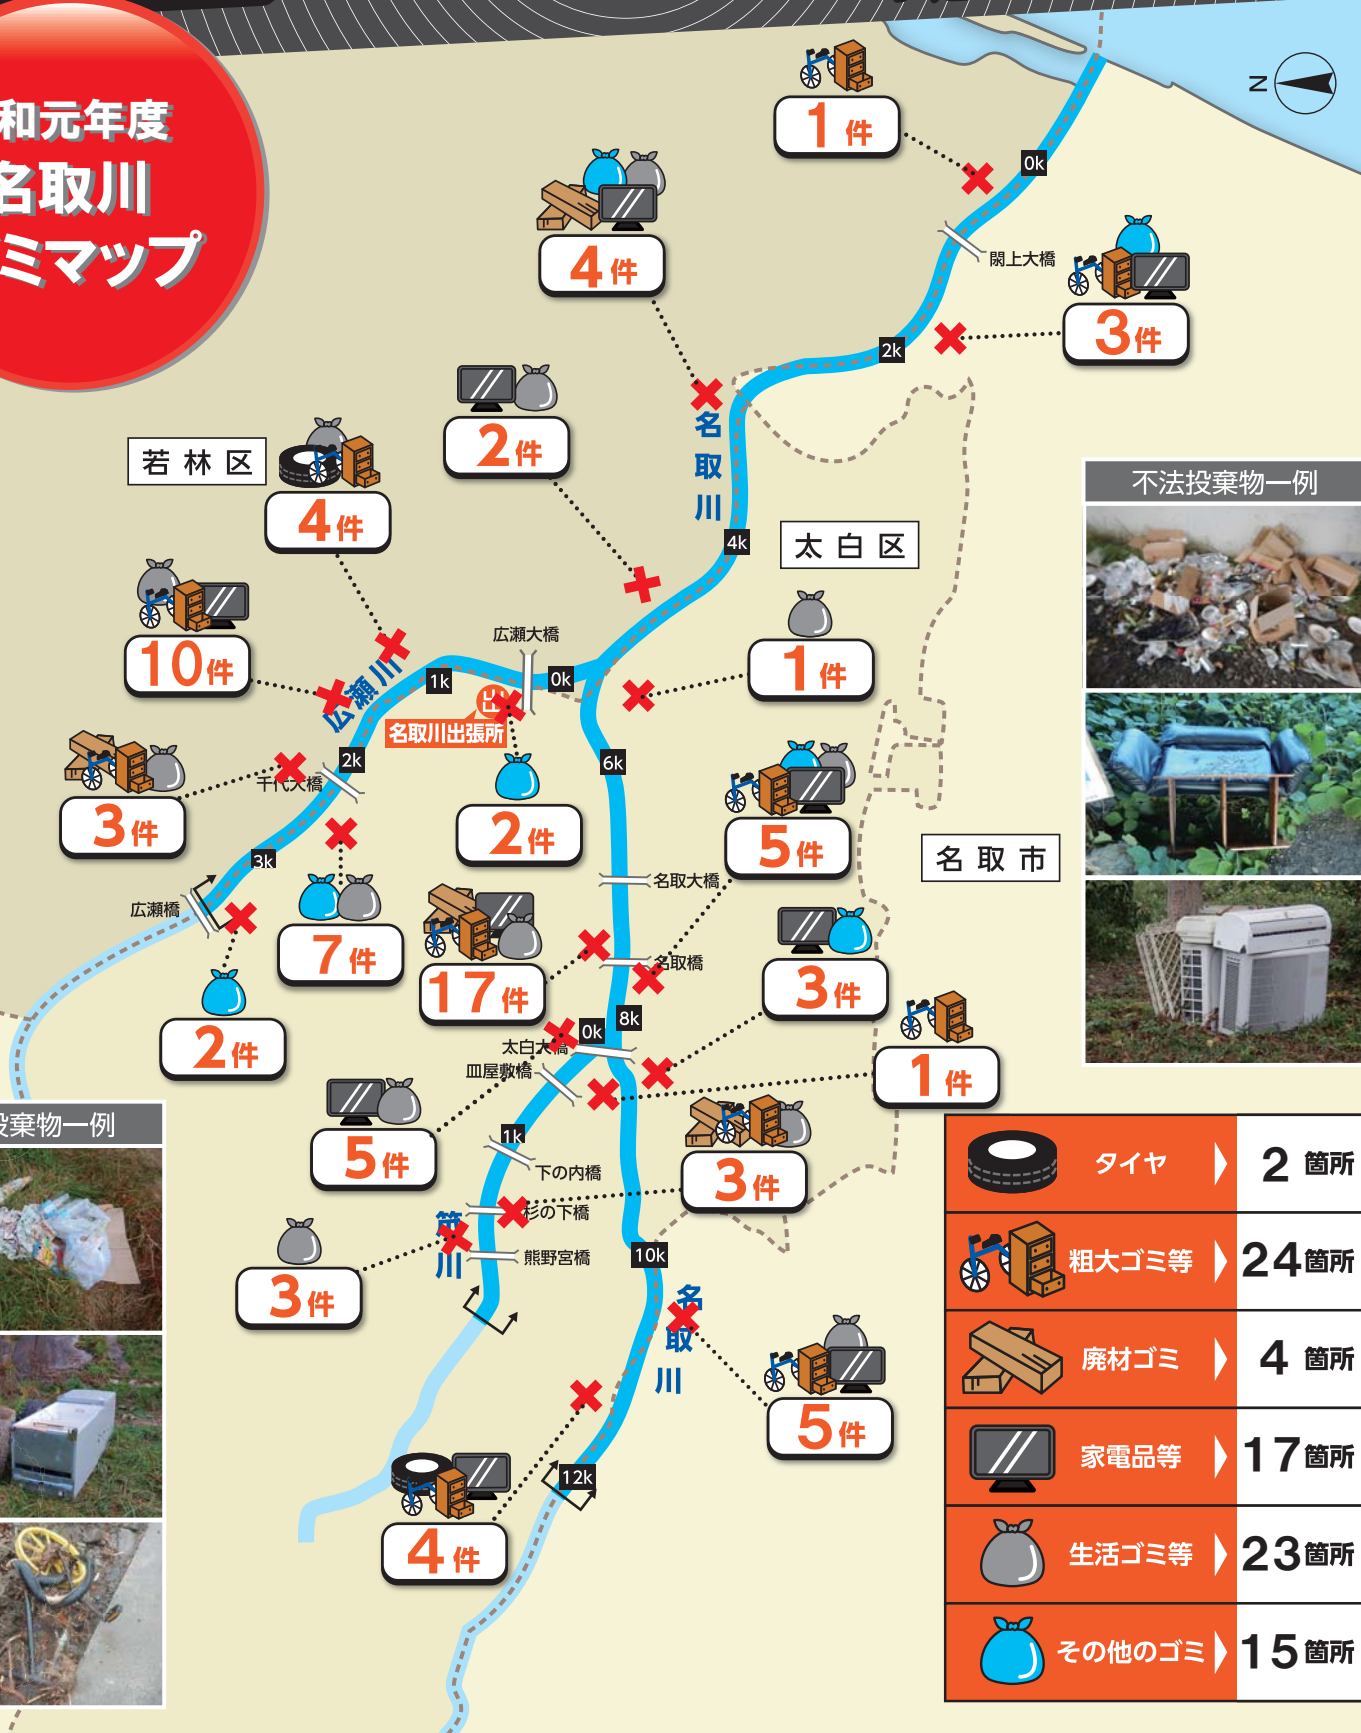 和元年度
名取川
ミマップ
N
1件
0k
4件
閖上大橋
3件
2k
2件
名取川
若林区
4件
不法投棄物一例
4k
太白区
10件
広瀬大橋
1件
広瀬川
1k
0k
出
名取川出張所
2k
6k
千代大橋
3件
2件
5件
名取市
3k
名取大橋
広瀬橋
7件
17件
名取橋
3件
2件
0k
8k
太白大橋
皿屋敷橋
1件
投棄物一例
5件
1k
下の内橋
3件
杉の下橋
笊川
熊野宮橋
3件
10k
名取川
5件
12k
4件
タイヤ 2箇所
粗大ゴミ等 24箇所
廃材ゴミ 4箇所
家電品等 17箇所
生活ゴミ等 23箇所
その他のゴミ 15箇所